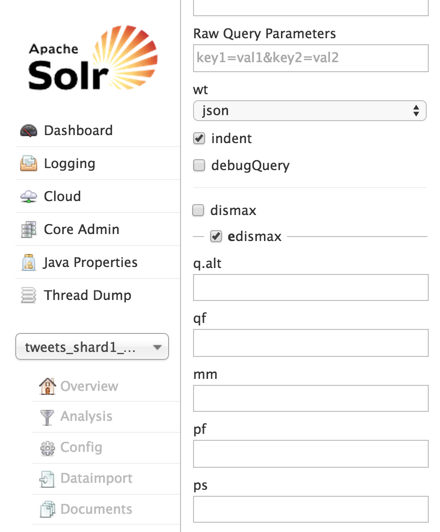 Apache
Solr
Dashboard
Logging
Cloud
Core Admin
Java Properties
Thread Dump
tweets_shard1_...
Overview
Analysis
Config
Dataimport
Documents
Raw Query Parameters
key1=val1&key2=val2
wt
json
indent
debugQuery
dismax
edismax
q.alt
qf
mm
pf
ps